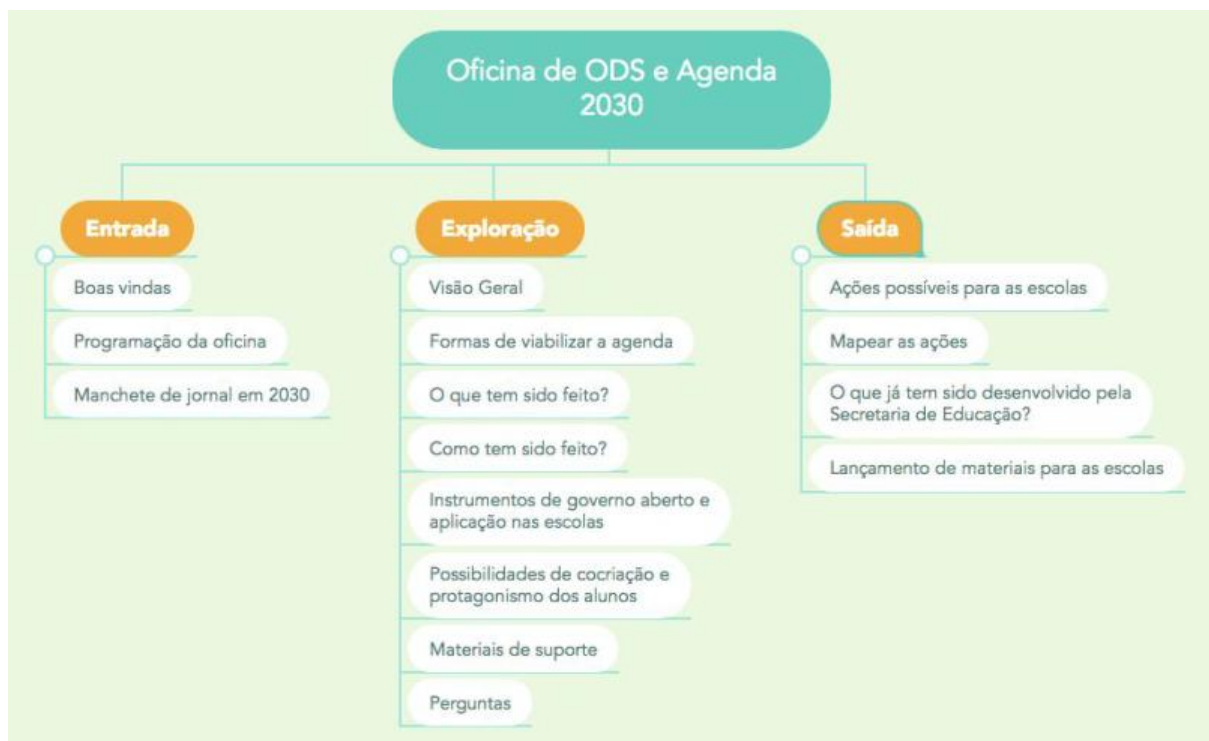 Oficina de ODS e Agenda
2030
Entrada
Boas vindas
Programação da oficina
Manchete de jornal em 2030
Exploração
Visão Geral
Formas de viabilizar a agenda
O que tem sido feito?
Como tem sido feito?
Instrumentos de governo aberto e
aplicação nas escolas
Possibilidades de cocriação e
protagonismo dos alunos
Materiais de suporte
Perguntas
Saída
Ações possíveis para as escolas
Mapear as ações
O que já tem sido desenvolvido pela
Secretaria de Educação?
Lançamento de materiais para as escolas